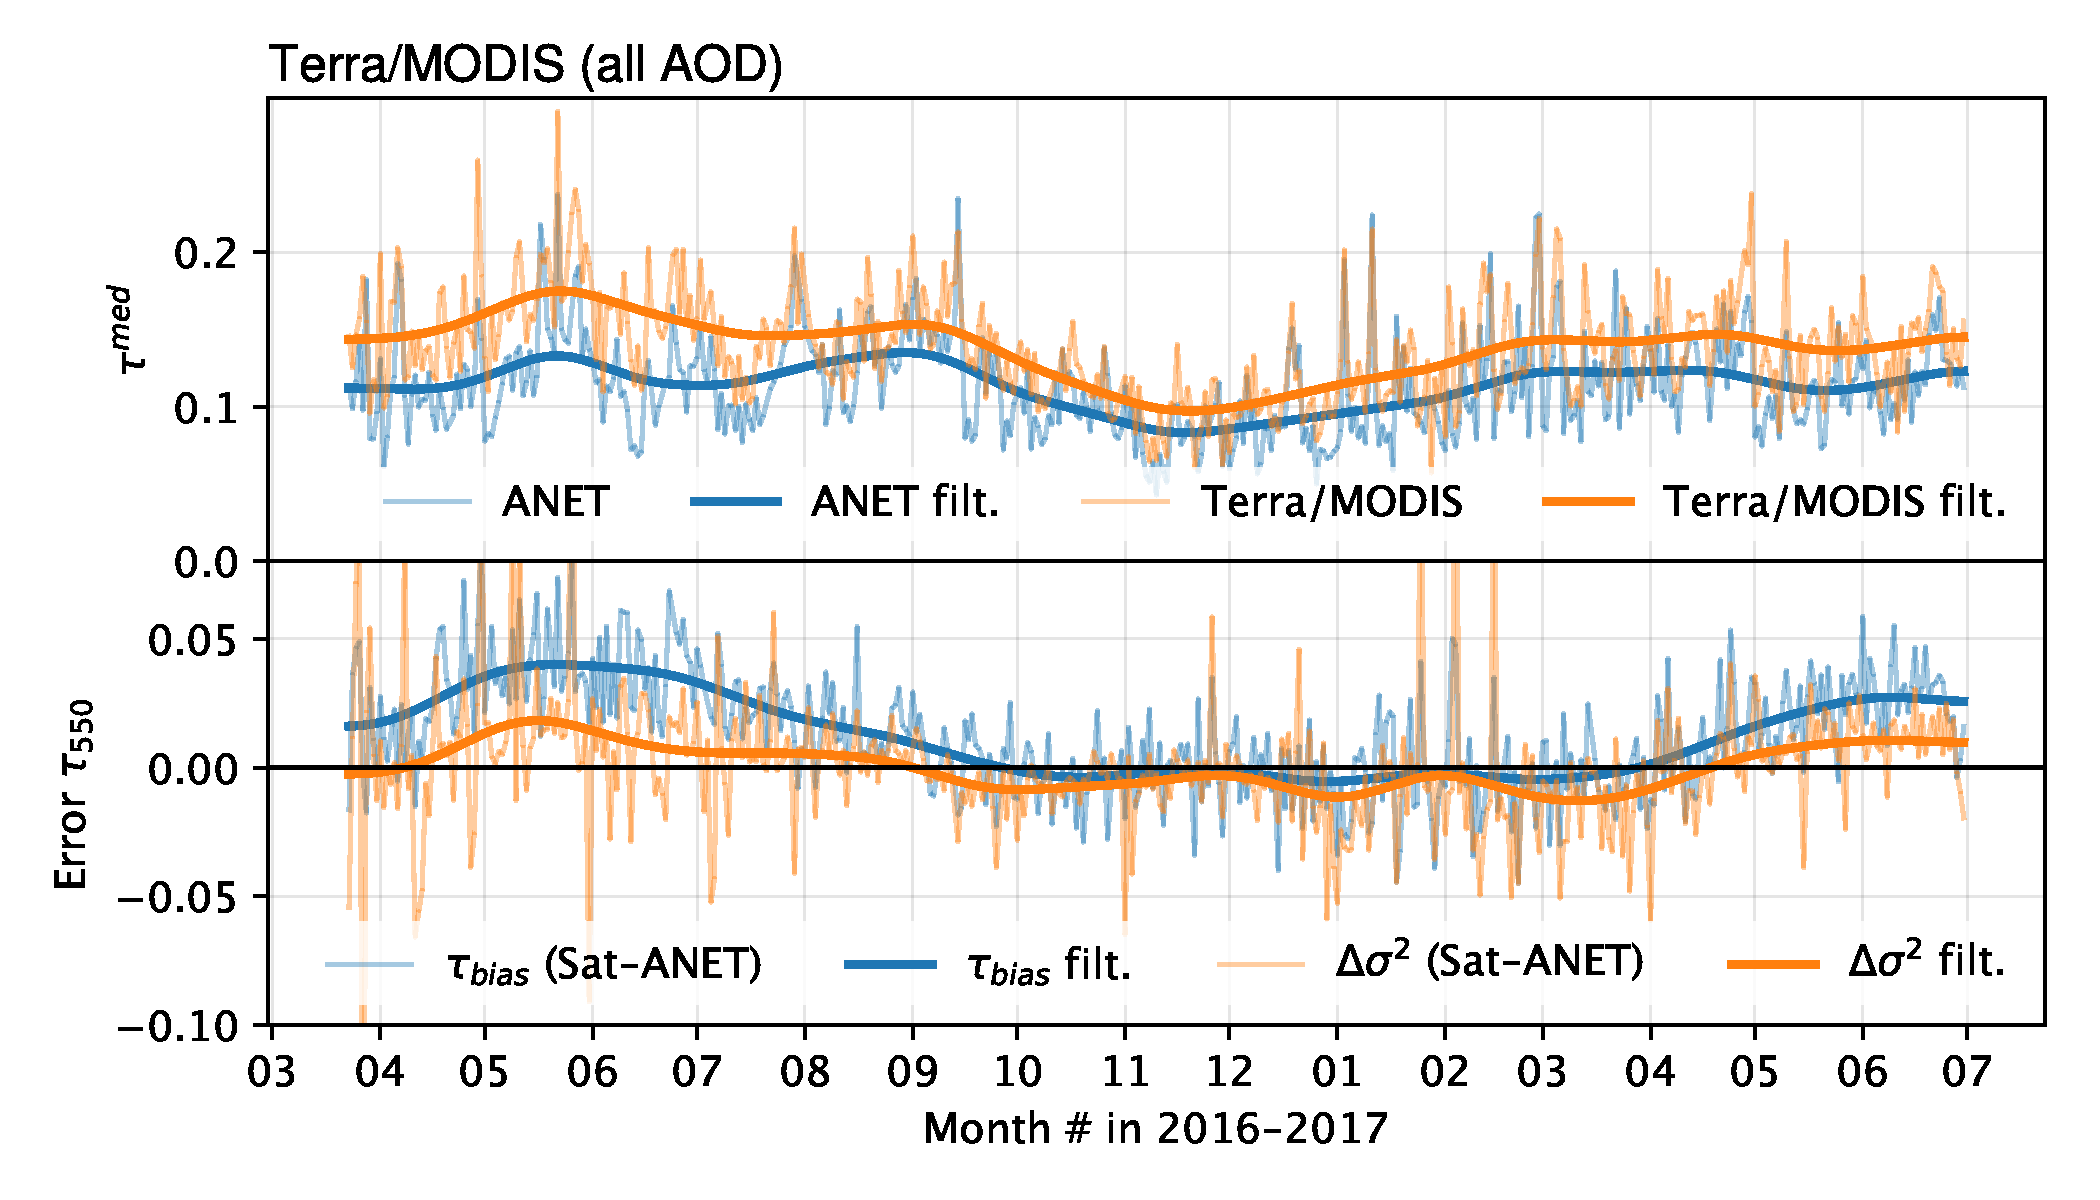 Terra/MODIS (all AOD)
τ^med
0.2
0.1
0.0
ANET
ANET filt.
Terra/MODIS
Terra/MODIS filt.
Error τ₅₅₀
0.05
0.00
−0.05
−0.10
τ_bias (Sat–ANET)
τ_bias filt.
Δσ² (Sat–ANET)
Δσ² filt.
03 04 05 06 07 08 09 10 11 12 01 02 03 04 05 06 07
Month # in 2016–2017